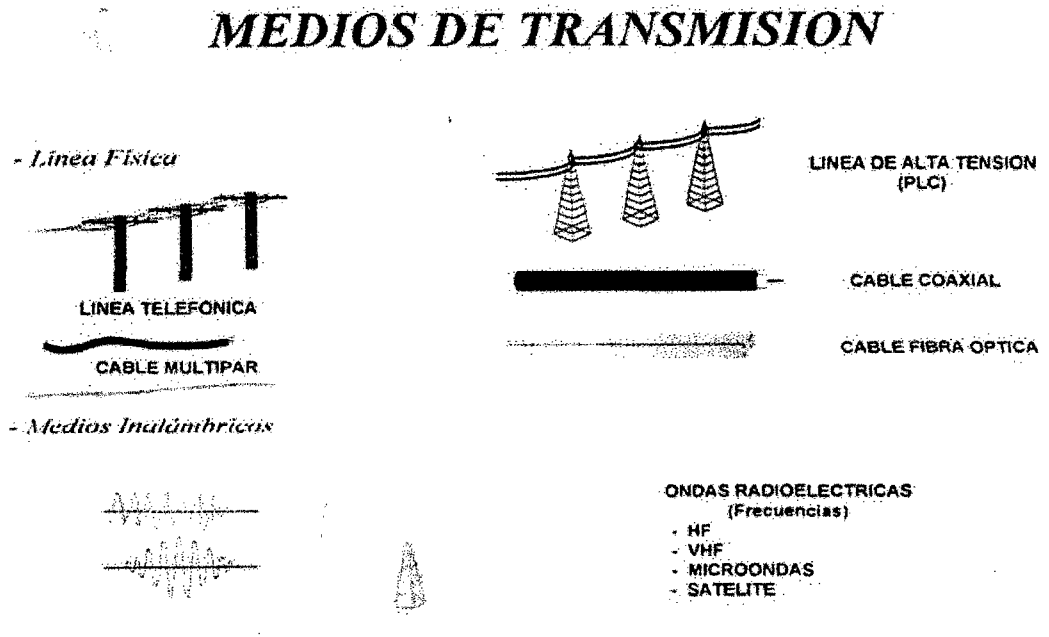 MEDIOS DE TRANSMISION
- Línea Física
LINEA TELEFONICA
CABLE MULTIPAR
LINEA DE ALTA TENSION
(PLC)
CABLE COAXIAL
CABLE FIBRA OPTICA
- Medios Inalámbricos
ONDAS RADIOELECTRICAS
(Frecuencias)
- HF
- VHF
- MICROONDAS
- SATELITE